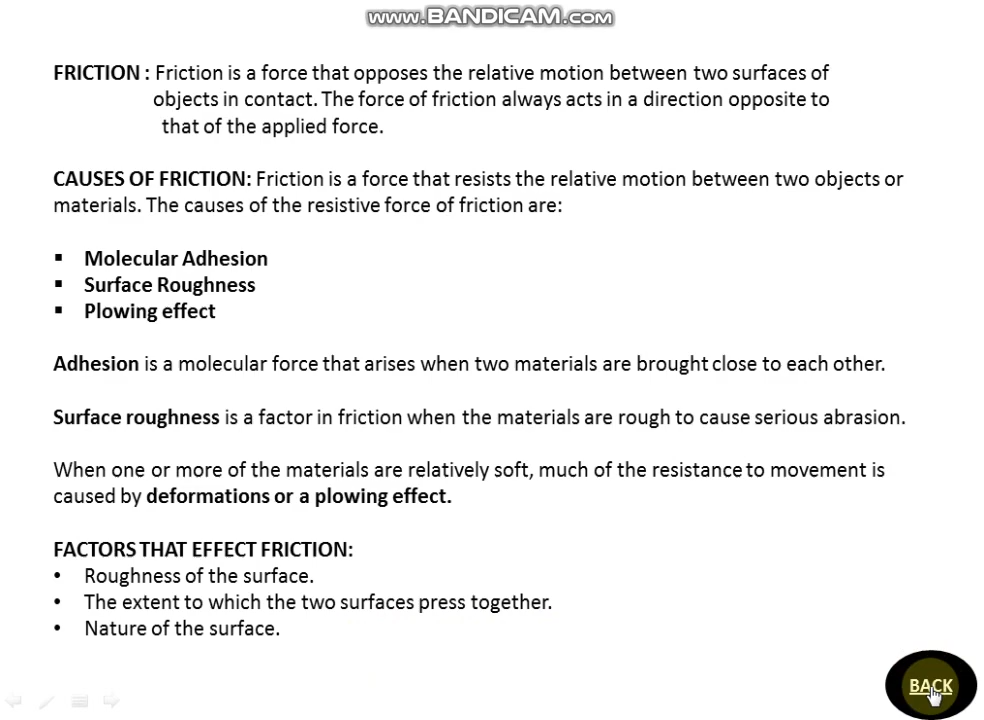 www.BANDICAM.com
FRICTION : Friction is a force that opposes the relative motion between two surfaces of
objects in contact. The force of friction always acts in a direction opposite to
that of the applied force.
CAUSES OF FRICTION: Friction is a force that resists the relative motion between two objects or
materials. The causes of the resistive force of friction are:
▪ Molecular Adhesion
▪ Surface Roughness
▪ Plowing effect
Adhesion is a molecular force that arises when two materials are brought close to each other.
Surface roughness is a factor in friction when the materials are rough to cause serious abrasion.
When one or more of the materials are relatively soft, much of the resistance to movement is
caused by deformations or a plowing effect.
FACTORS THAT EFFECT FRICTION:
• Roughness of the surface.
• The extent to which the two surfaces press together.
• Nature of the surface.
BACK